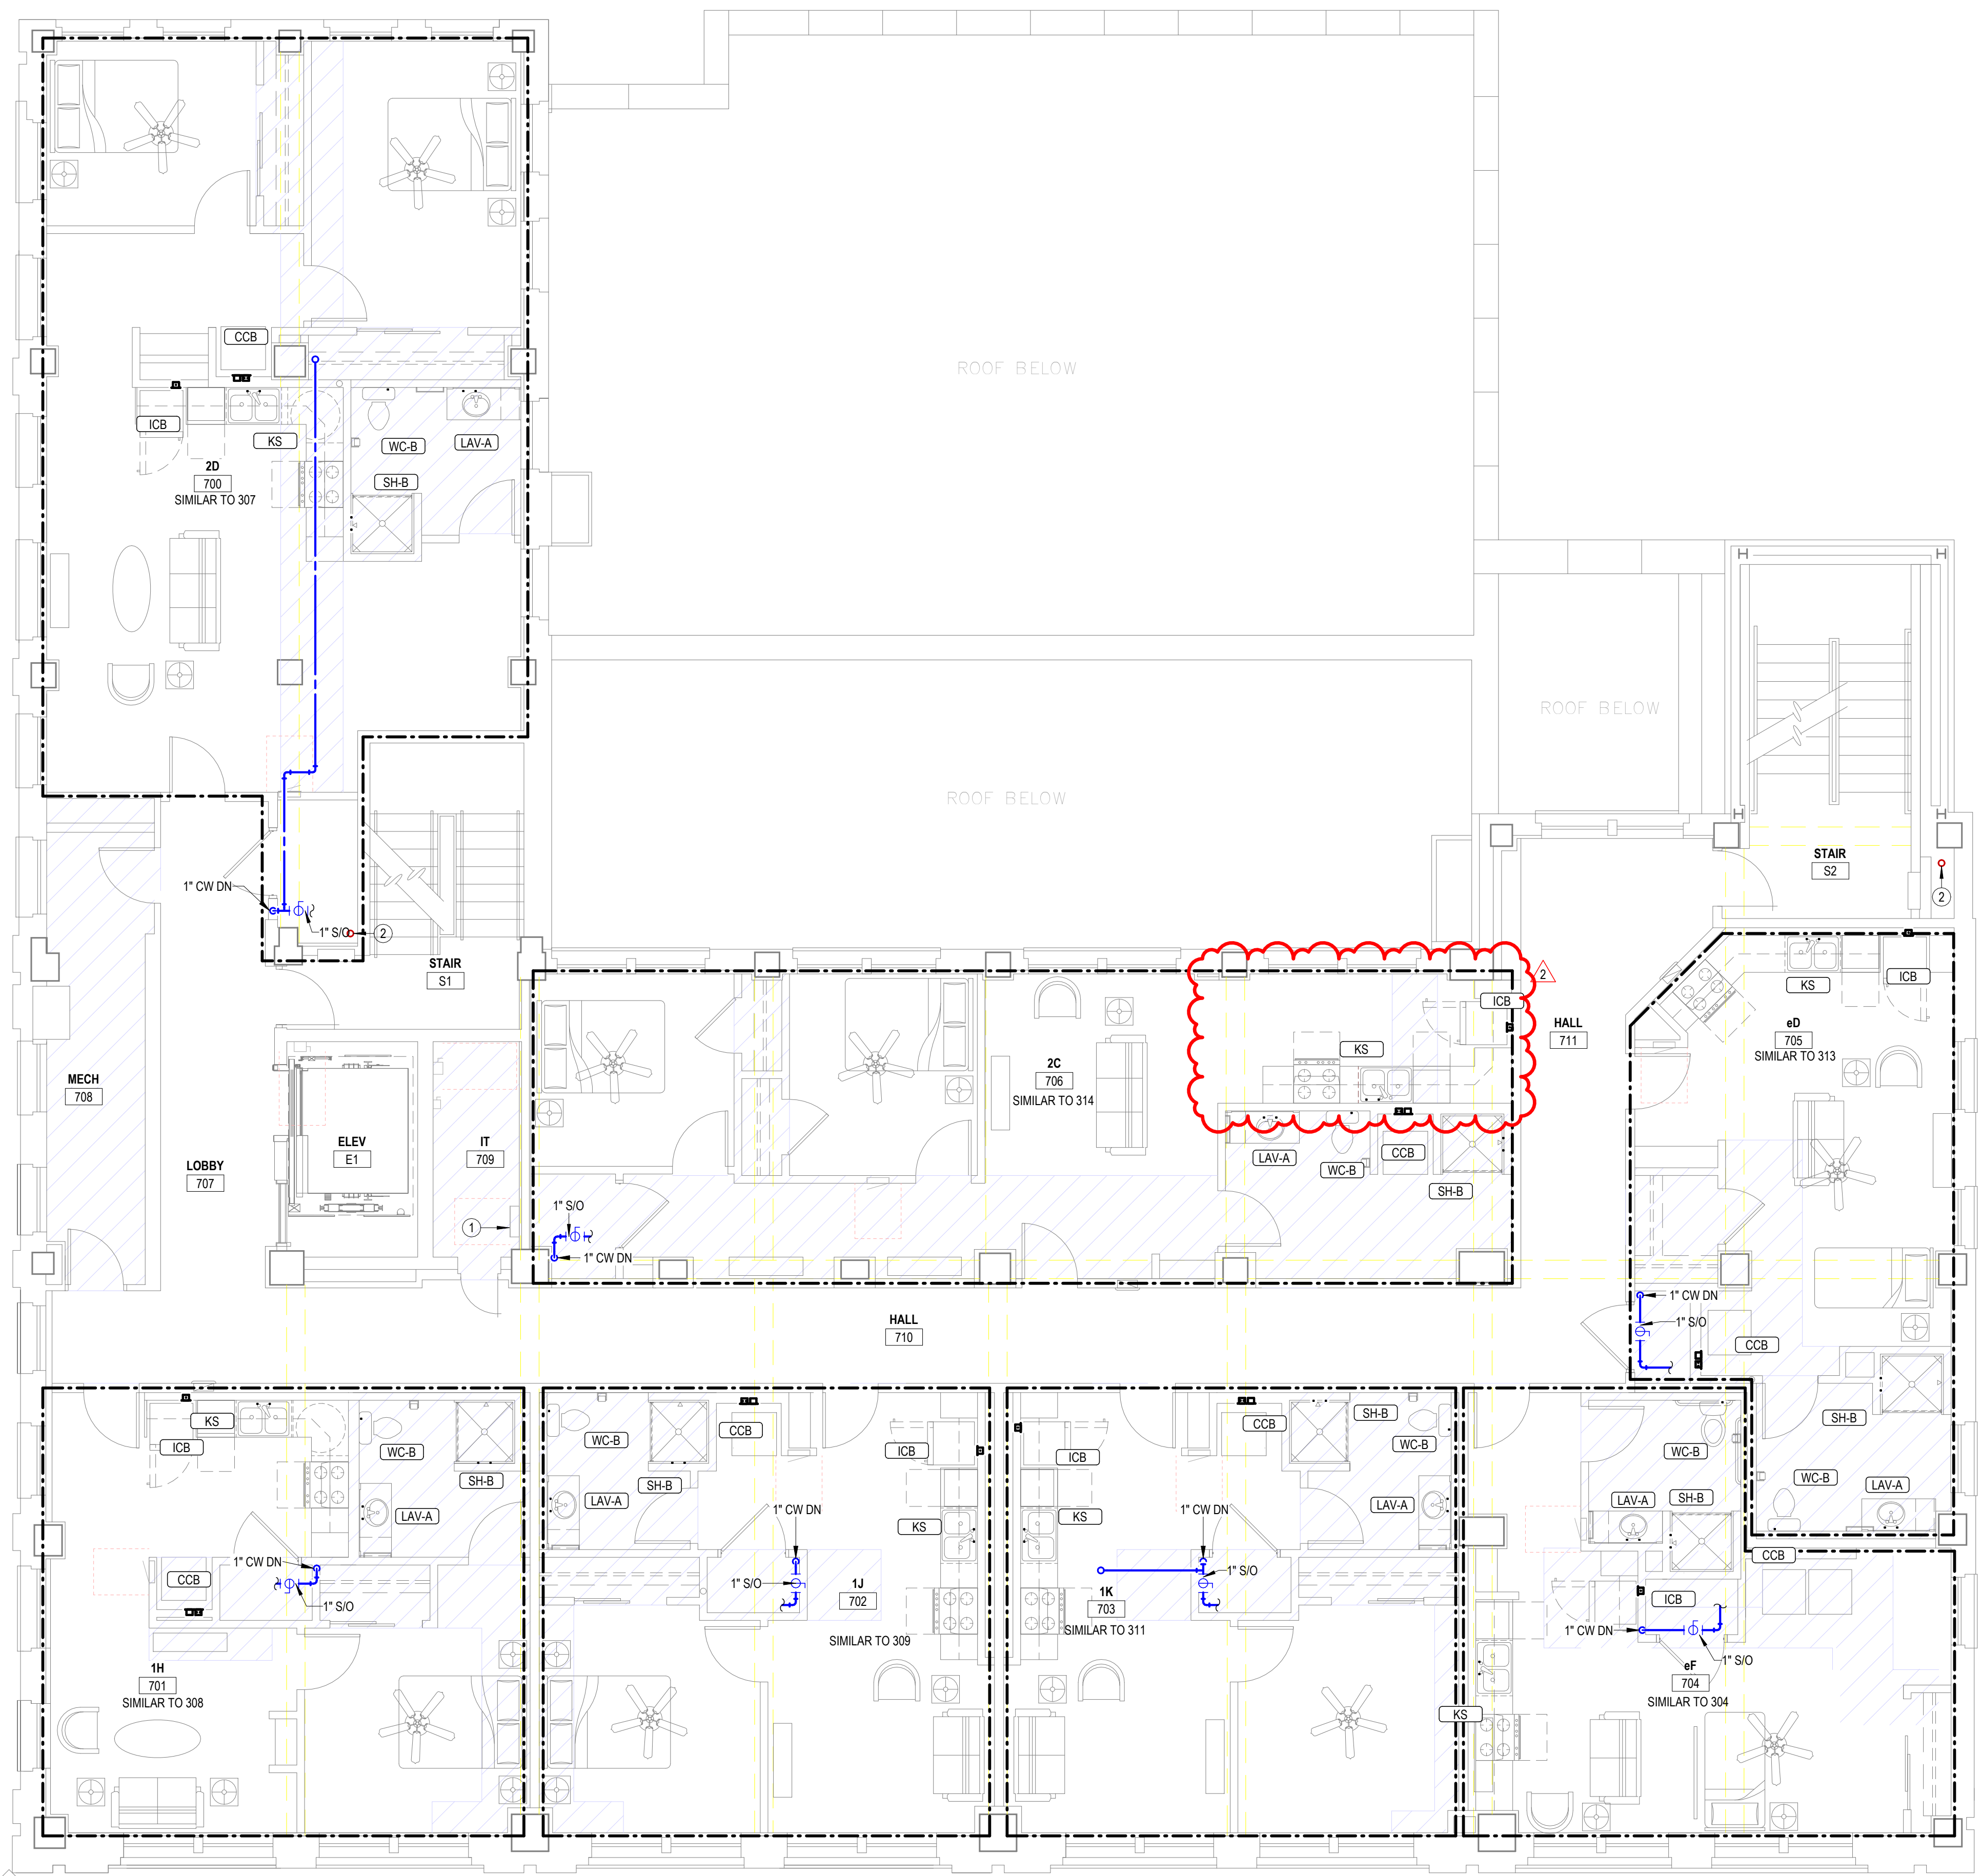 ROOF BELOW
CCB
ICB
KS
WC-B
LAV-A
2D
700
SIMILAR TO 307
SH-B
ROOF BELOW
ROOF BELOW
1" CW DN
1" S/O
2
STAIR
S1
STAIR
S2
2
2
ICB
KS
ICB
HALL
711
eD
705
SIMILAR TO 313
MECH
708
2C
706
SIMILAR TO 314
KS
ELEV
E1
IT
709
LOBBY
707
LAV-A
WC-B
CCB
SH-B
1
1" S/O
1" CW DN
1" CW DN
1" S/O
CCB
HALL
710
KS
ICB
WC-B
SH-B
LAV-A
WC-B
SH-B
LAV-A
CCB
ICB
KS
ICB
KS
CCB
SH-B
WC-B
LAV-A
WC-B
LAV-A
SH-B
SH-B
WC-B
LAV-A
1" CW DN
1" S/O
CCB
1" CW DN
1" S/O
1J
702
SIMILAR TO 309
1" CW DN
1" S/O
1K
703
SIMILAR TO 311
CCB
ICB
1" CW DN
1" S/O
eF
704
SIMILAR TO 304
KS
1H
701
SIMILAR TO 308